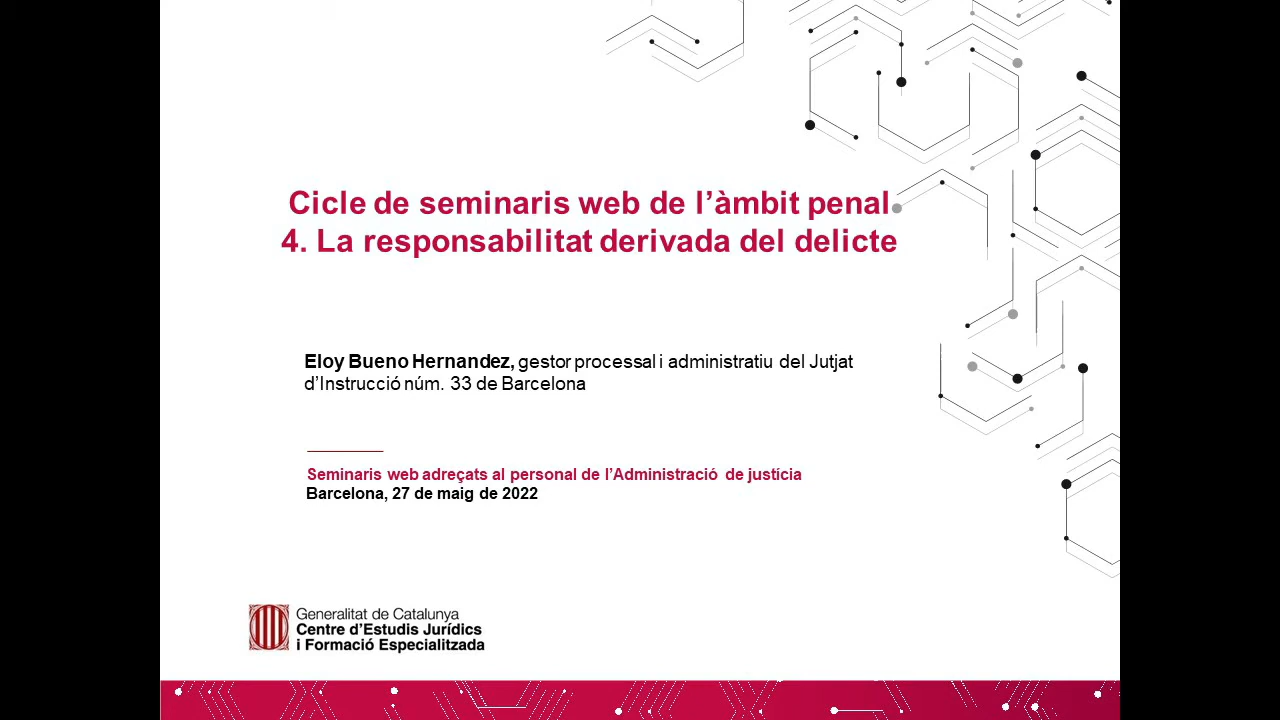 Cicle de seminaris web de l’àmbit penal
4. La responsabilitat derivada del delicte
Eloy Bueno Hernandez, gestor processal i administratiu del Jutjat
d’Instrucció núm. 33 de Barcelona
Seminaris web adreçats al personal de l’Administració de justícia
Barcelona, 27 de maig de 2022
Generalitat de Catalunya
Centre d’Estudis Jurídics
i Formació Especialitzada